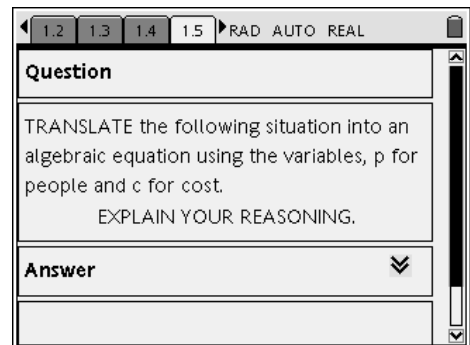 1.2 1.3 1.4 1.5 RAD AUTO REAL
Question
TRANSLATE the following situation into an
algebraic equation using the variables, p for
people and c for cost.
EXPLAIN YOUR REASONING.
Answer